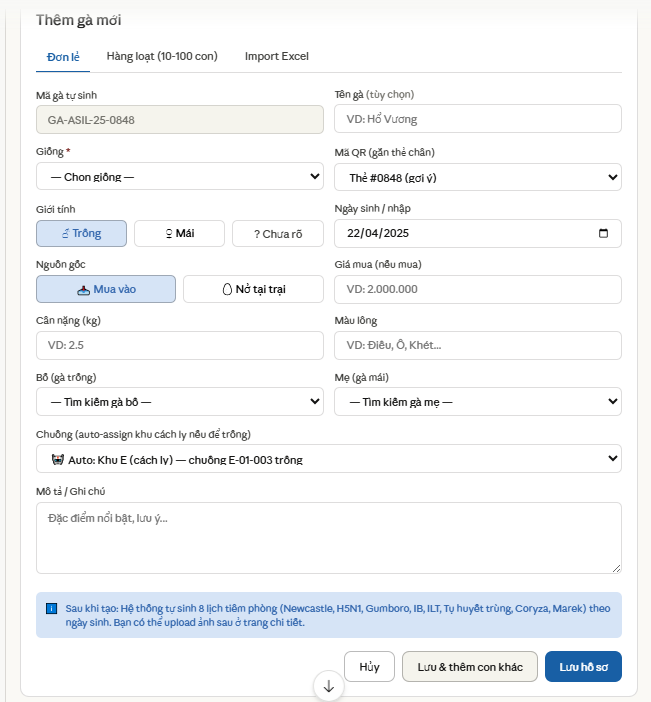 Thêm gà mới
Đơn lẻ Hàng loạt (10-100 con) Import Excel
Mã gà tự sinh
GA-ASIL-25-0848
Tên gà (tùy chọn)
VD: Hổ Vương
Giống *
— Chọn giống —
Mã QR (gắn thẻ chân)
Thẻ #0848 (gợi ý)
Giới tính
♂ Trống ♀ Mái ? Chưa rõ
Ngày sinh / nhập
22/04/2025
Nguồn gốc
📥 Mua vào 🥚 Nở tại trại
Giá mua (nếu mua)
VD: 2.000.000
Cân nặng (kg)
VD: 2.5
Màu lông
VD: Điều, Ô, Khét...
Bố (gà trống)
— Tìm kiếm gà bố —
Mẹ (gà mái)
— Tìm kiếm gà mẹ —
Chuồng (auto-assign khu cách ly nếu để trống)
Auto: Khu E (cách ly) — chuồng E-01-003 trống
Mô tả / Ghi chú
Đặc điểm nổi bật, lưu ý...
ℹ Sau khi tạo: Hệ thống tự sinh 8 lịch tiêm phòng (Newcastle, H5N1, Gumboro, IB, ILT, Tụ huyết trùng, Coryza, Marek) theo
ngày sinh. Bạn có thể upload ảnh sau ở trang chi tiết.
Hủy Lưu & thêm con khác Lưu hồ sơ